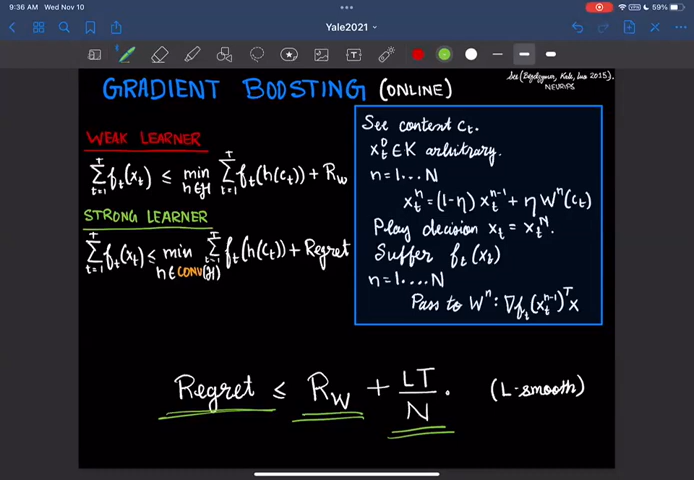 9:36 AM Wed Nov 10
59%
Yale2021
GRADIENT BOOSTING (ONLINE)
See (Beygelzimer, Kale, Luo 2015).
NEURIPS
WEAK LEARNER
∑_{t=1}^T f_t(x_t) ≤ min_{h∈H} ∑_{t=1}^T f_t(h(c_t)) + R_W
STRONG LEARNER
∑_{t=1}^T f_t(x_t) ≤ min_{h∈CONV(H)} ∑_{t=1}^T f_t(h(c_t)) + Regret
See content c_t.
x_t^0 ∈ K arbitrary.
n = 1....N
x_t^n = (1-η) x_t^{n-1} + η W^n(c_t)
Play decision x_t = x_t^N.
Suffer f_t(x_t)
n = 1....N
Pass to W^n : ∇f_t(x_t^{n-1})^T x
Regret ≤ R_W + LT/N . (L-smooth)